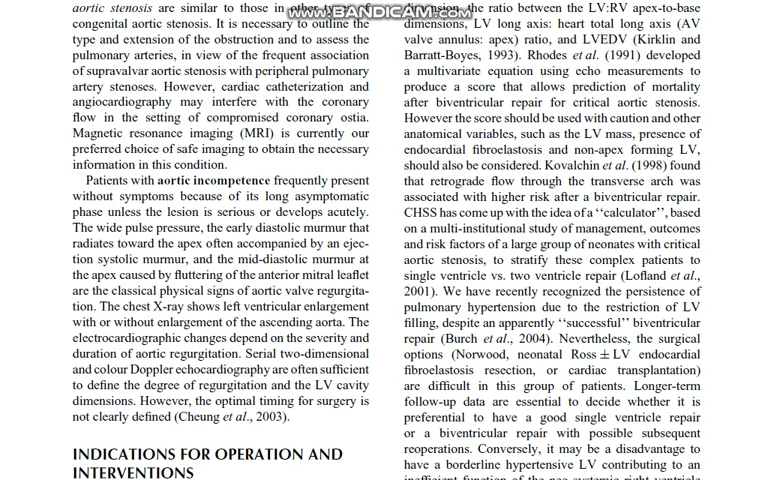 aortic stenosis are similar to those in other types of
congenital aortic stenosis. It is necessary to outline the
type and extension of the obstruction and to assess the
pulmonary arteries, in view of the frequent association
of supravalvar aortic stenosis with peripheral pulmonary
artery stenoses. However, cardiac catheterization and
angiocardiography may interfere with the coronary
flow in the setting of compromised coronary ostia.
Magnetic resonance imaging (MRI) is currently our
preferred choice of safe imaging to obtain the necessary
information in this condition.
Patients with aortic incompetence frequently present
without symptoms because of its long asymptomatic
phase unless the lesion is serious or develops acutely.
The wide pulse pressure, the early diastolic murmur that
radiates toward the apex often accompanied by an ejec-
tion systolic murmur, and the mid-diastolic murmur at
the apex caused by fluttering of the anterior mitral leaflet
are the classical physical signs of aortic valve regurgita-
tion. The chest X-ray shows left ventricular enlargement
with or without enlargement of the ascending aorta. The
electrocardiographic changes depend on the severity and
duration of aortic regurgitation. Serial two-dimensional
and colour Doppler echocardiography are often sufficient
to define the degree of regurgitation and the LV cavity
dimensions. However, the optimal timing for surgery is
not clearly defined (Cheung et al., 2003).
INDICATIONS FOR OPERATION AND
INTERVENTIONS
dimension, the ratio between the LV:RV apex-to-base
dimensions, LV long axis: heart total long axis (AV
valve annulus: apex) ratio, and LVEDV (Kirklin and
Barratt-Boyes, 1993). Rhodes et al. (1991) developed
a multivariate equation using echo measurements to
produce a score that allows prediction of mortality
after biventricular repair for critical aortic stenosis.
However the score should be used with caution and other
anatomical variables, such as the LV mass, presence of
endocardial fibroelastosis and non-apex forming LV,
should also be considered. Kovalchin et al. (1998) found
that retrograde flow through the transverse arch was
associated with higher risk after a biventricular repair.
CHSS has come up with the idea of a ‘‘calculator’’, based
on a multi-institutional study of management, outcomes
and risk factors of a large group of neonates with critical
aortic stenosis, to stratify these complex patients to
single ventricle vs. two ventricle repair (Lofland et al.,
2001). We have recently recognized the persistence of
pulmonary hypertension due to the restriction of LV
filling, despite an apparently ‘‘successful’’ biventricular
repair (Burch et al., 2004). Nevertheless, the surgical
options (Norwood, neonatal Ross ± LV endocardial
fibroelastosis resection, or cardiac transplantation)
are difficult in this group of patients. Longer-term
follow-up data are essential to decide whether it is
preferential to have a good single ventricle repair
or a biventricular repair with possible subsequent
reoperations. Conversely, it may be a disadvantage to
have a borderline hypertensive LV contributing to an
inefficient function of the neo-systemic right ventricle
www.BANDICAM.com